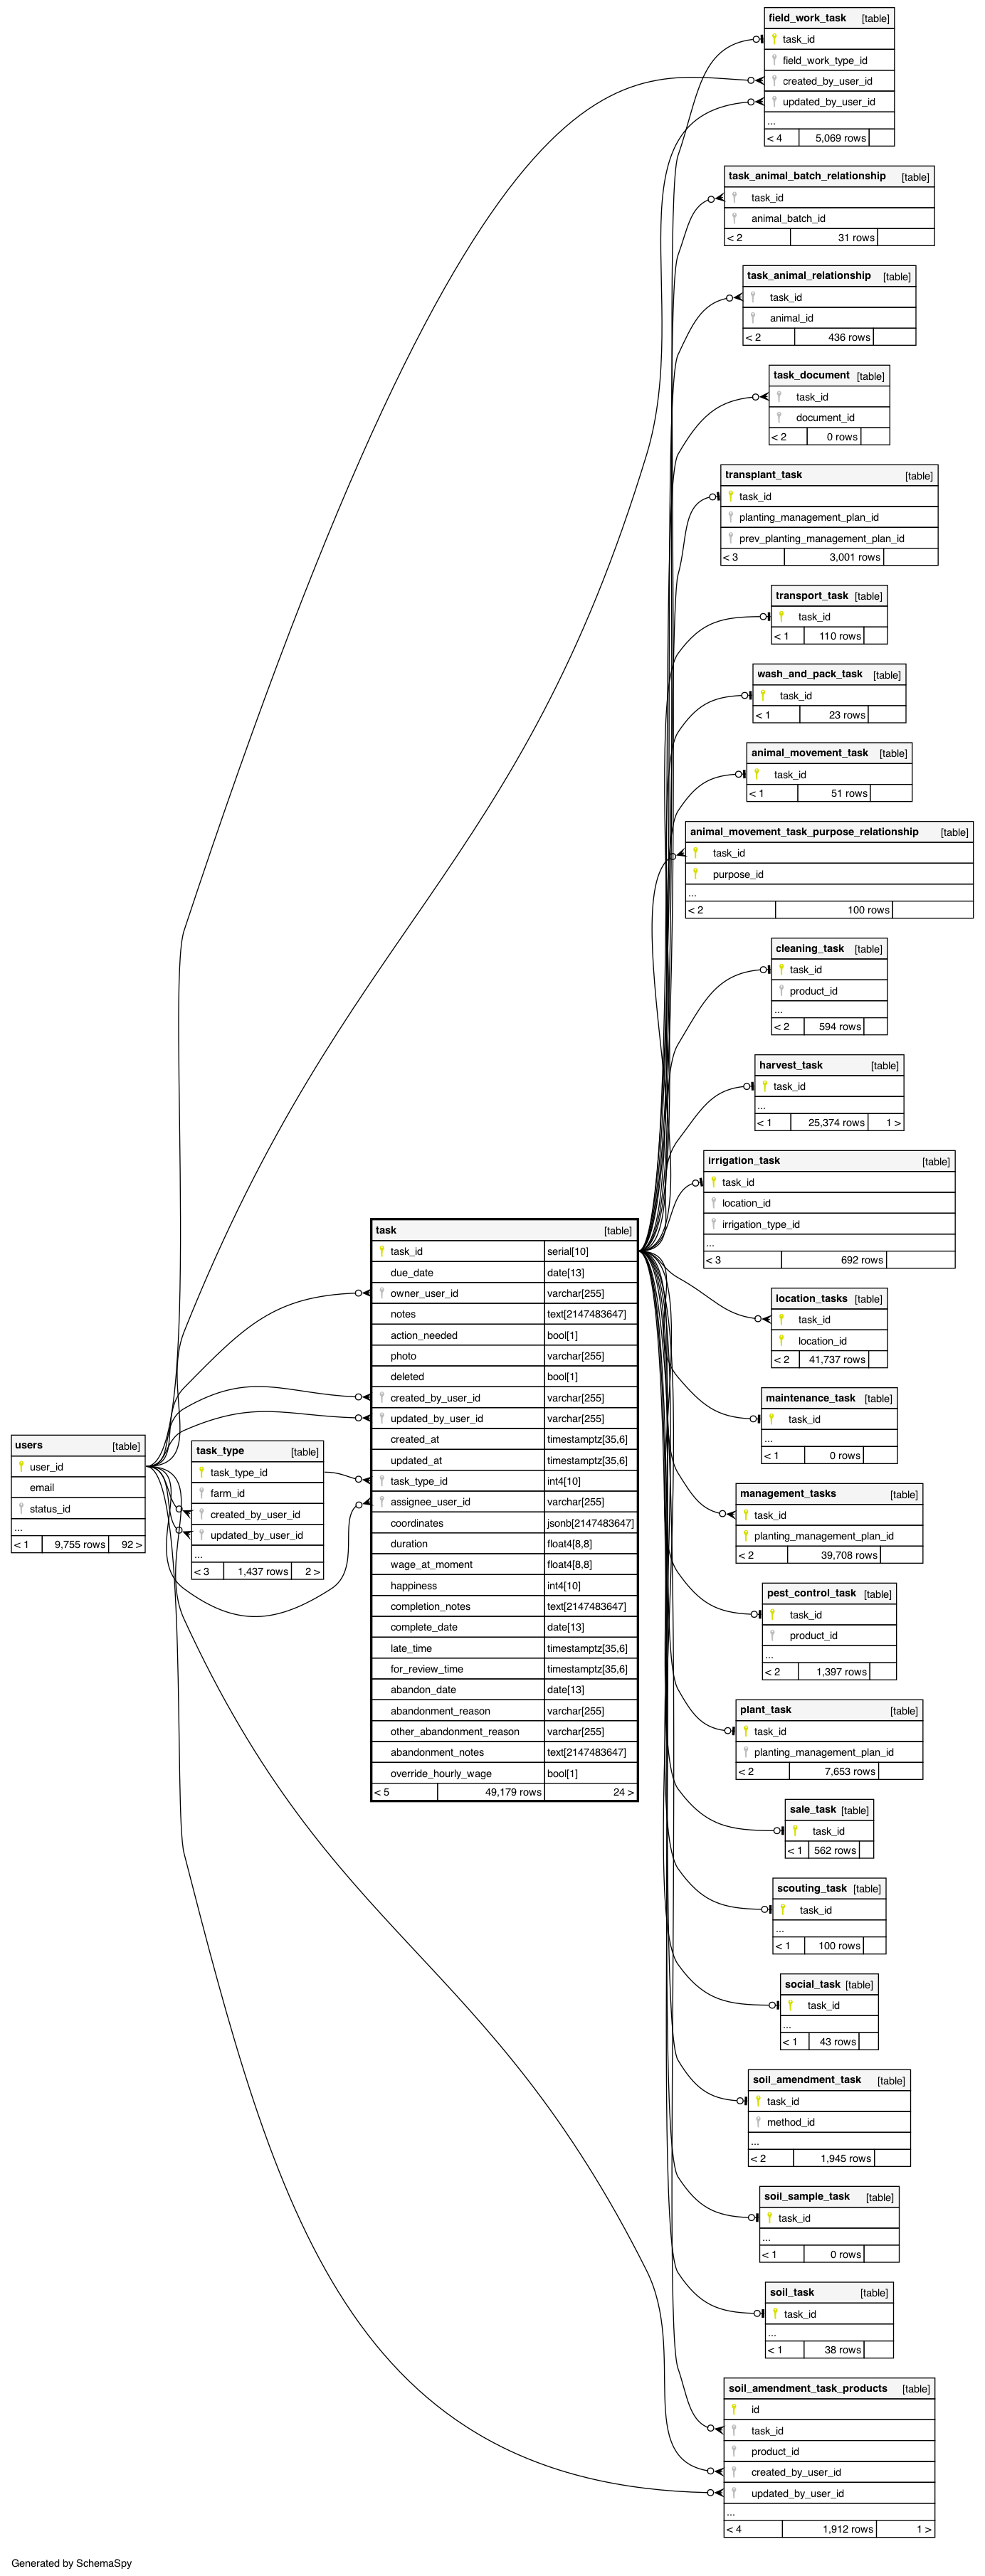 field_work_task [table]
task_id
field_work_type_id
created_by_user_id
updated_by_user_id
...
< 4 5,069 rows
task_animal_batch_relationship [table]
task_id
animal_batch_id
< 2 31 rows
task_animal_relationship [table]
task_id
animal_id
< 2 436 rows
task_document [table]
task_id
document_id
< 2 0 rows
transplant_task [table]
task_id
planting_management_plan_id
prev_planting_management_plan_id
< 3 3,001 rows
transport_task [table]
task_id
< 1 110 rows
wash_and_pack_task [table]
task_id
< 1 23 rows
animal_movement_task [table]
task_id
< 1 51 rows
animal_movement_task_purpose_relationship [table]
task_id
purpose_id
...
< 2 100 rows
cleaning_task [table]
task_id
product_id
...
< 2 594 rows
harvest_task [table]
task_id
...
< 1 25,374 rows 1 >
irrigation_task [table]
task_id
location_id
irrigation_type_id
...
< 3 692 rows
location_tasks [table]
task_id
location_id
< 2 41,737 rows
maintenance_task [table]
task_id
...
< 1 0 rows
management_tasks [table]
task_id
planting_management_plan_id
< 2 39,708 rows
pest_control_task [table]
task_id
product_id
...
< 2 1,397 rows
plant_task [table]
task_id
planting_management_plan_id
< 2 7,653 rows
sale_task [table]
task_id
< 1 562 rows
scouting_task [table]
task_id
...
< 1 100 rows
social_task [table]
task_id
...
< 1 43 rows
soil_amendment_task [table]
task_id
method_id
...
< 2 1,945 rows
soil_sample_task [table]
task_id
...
< 1 0 rows
soil_task [table]
task_id
...
< 1 38 rows
soil_amendment_task_products [table]
id
task_id
product_id
created_by_user_id
updated_by_user_id
...
< 4 1,912 rows 1 >
task [table]
task_id serial[10]
due_date date[13]
owner_user_id varchar[255]
notes text[2147483647]
action_needed bool[1]
photo varchar[255]
deleted bool[1]
created_by_user_id varchar[255]
updated_by_user_id varchar[255]
created_at timestamptz[35,6]
updated_at timestamptz[35,6]
task_type_id int4[10]
assignee_user_id varchar[255]
coordinates jsonb[2147483647]
duration float4[8,8]
wage_at_moment float4[8,8]
happiness int4[10]
completion_notes text[2147483647]
complete_date date[13]
late_time timestamptz[35,6]
for_review_time timestamptz[35,6]
abandon_date date[13]
abandonment_reason varchar[255]
other_abandonment_reason varchar[255]
abandonment_notes text[2147483647]
override_hourly_wage bool[1]
< 5 49,179 rows 24 >
users [table]
user_id
email
status_id
...
< 1 9,755 rows 92 >
task_type [table]
task_type_id
farm_id
created_by_user_id
updated_by_user_id
...
< 3 1,437 rows 2 >
Generated by SchemaSpy